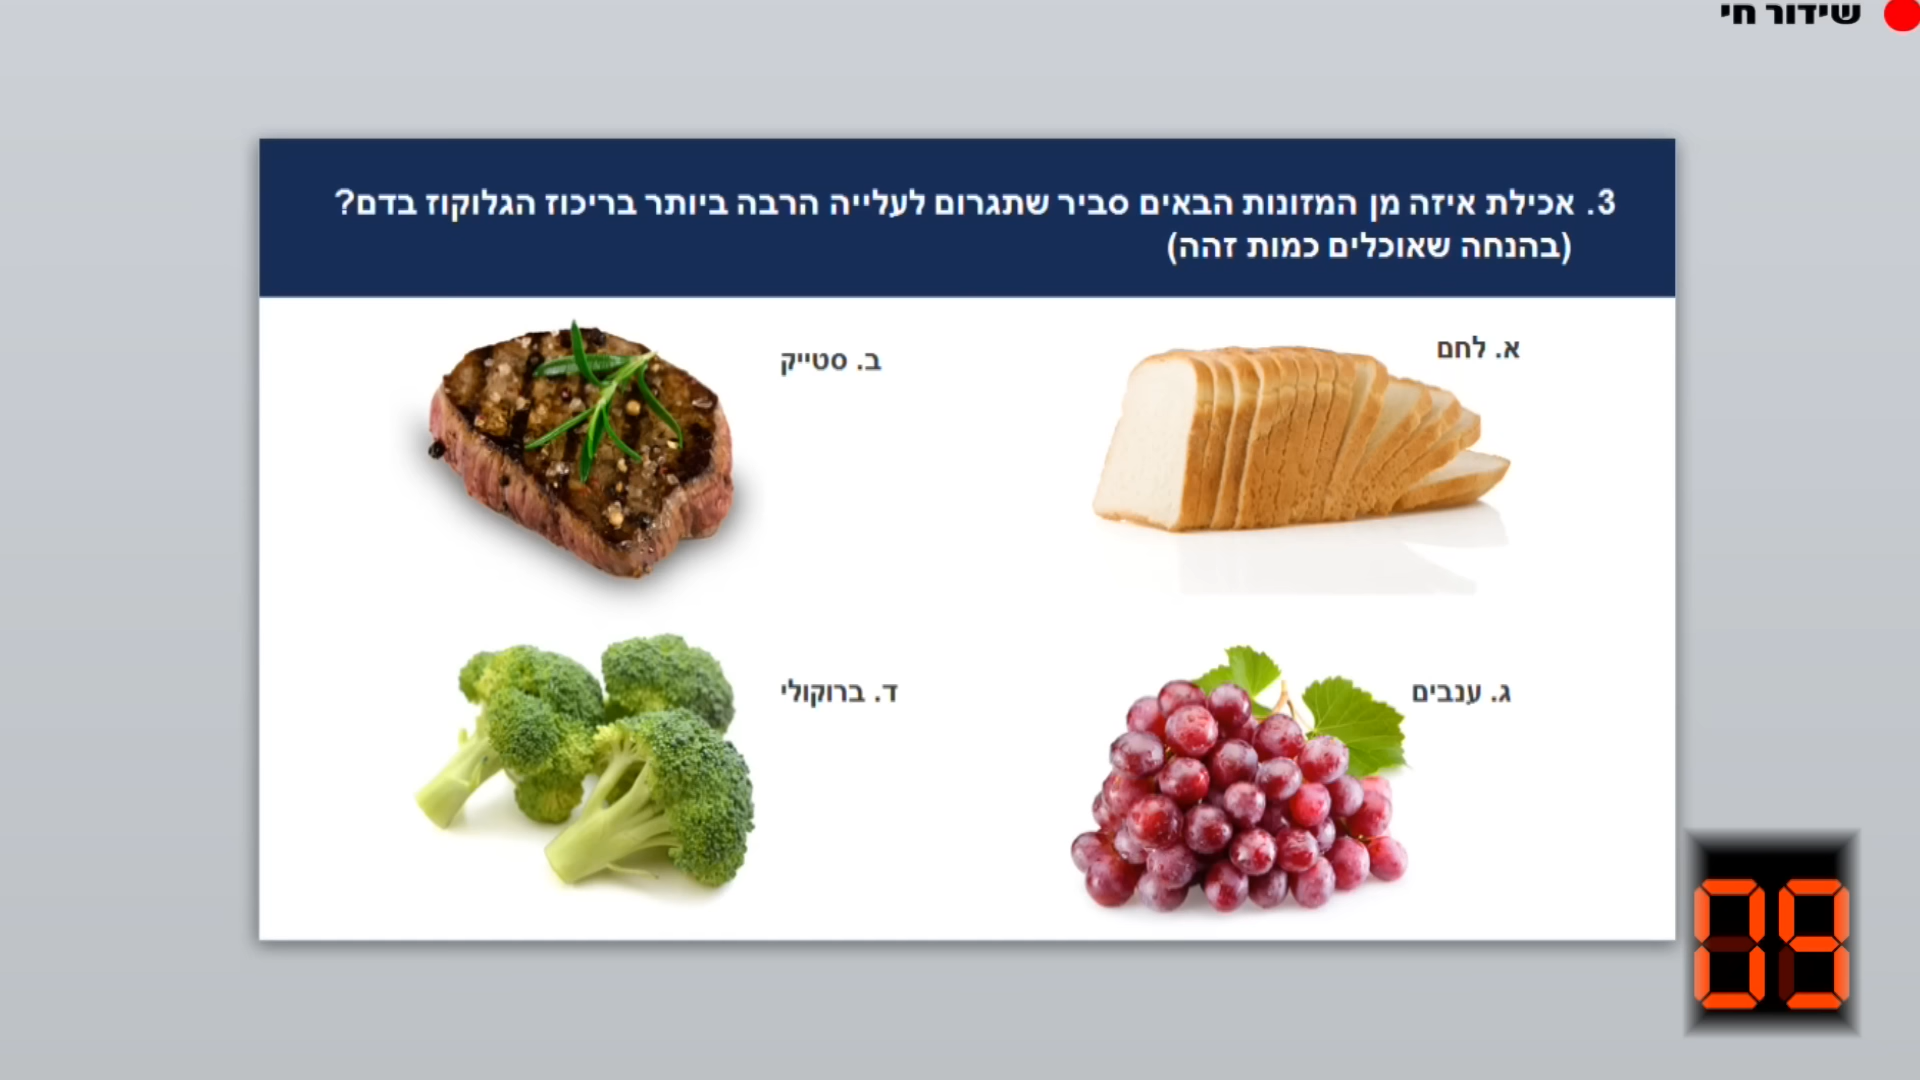 שידור חי
3. אכילת איזה מן המזונות הבאים סביר שתגרום לעלייה הרבה ביותר בריכוז הגלוקוז בדם?
(בהנחה שאוכלים כמות זהה)
א. לחם
ב. סטייק
ג. ענבים
ד. ברוקולי
09